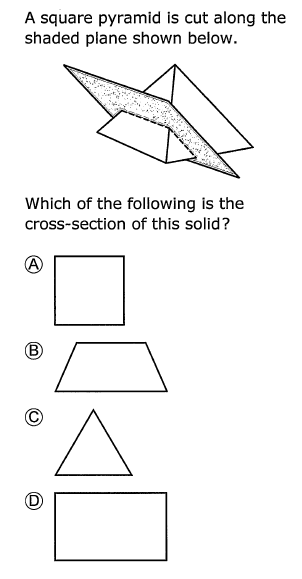 A square pyramid is cut along the
shaded plane shown below.
Which of the following is the
cross-section of this solid?
A
B
C
D